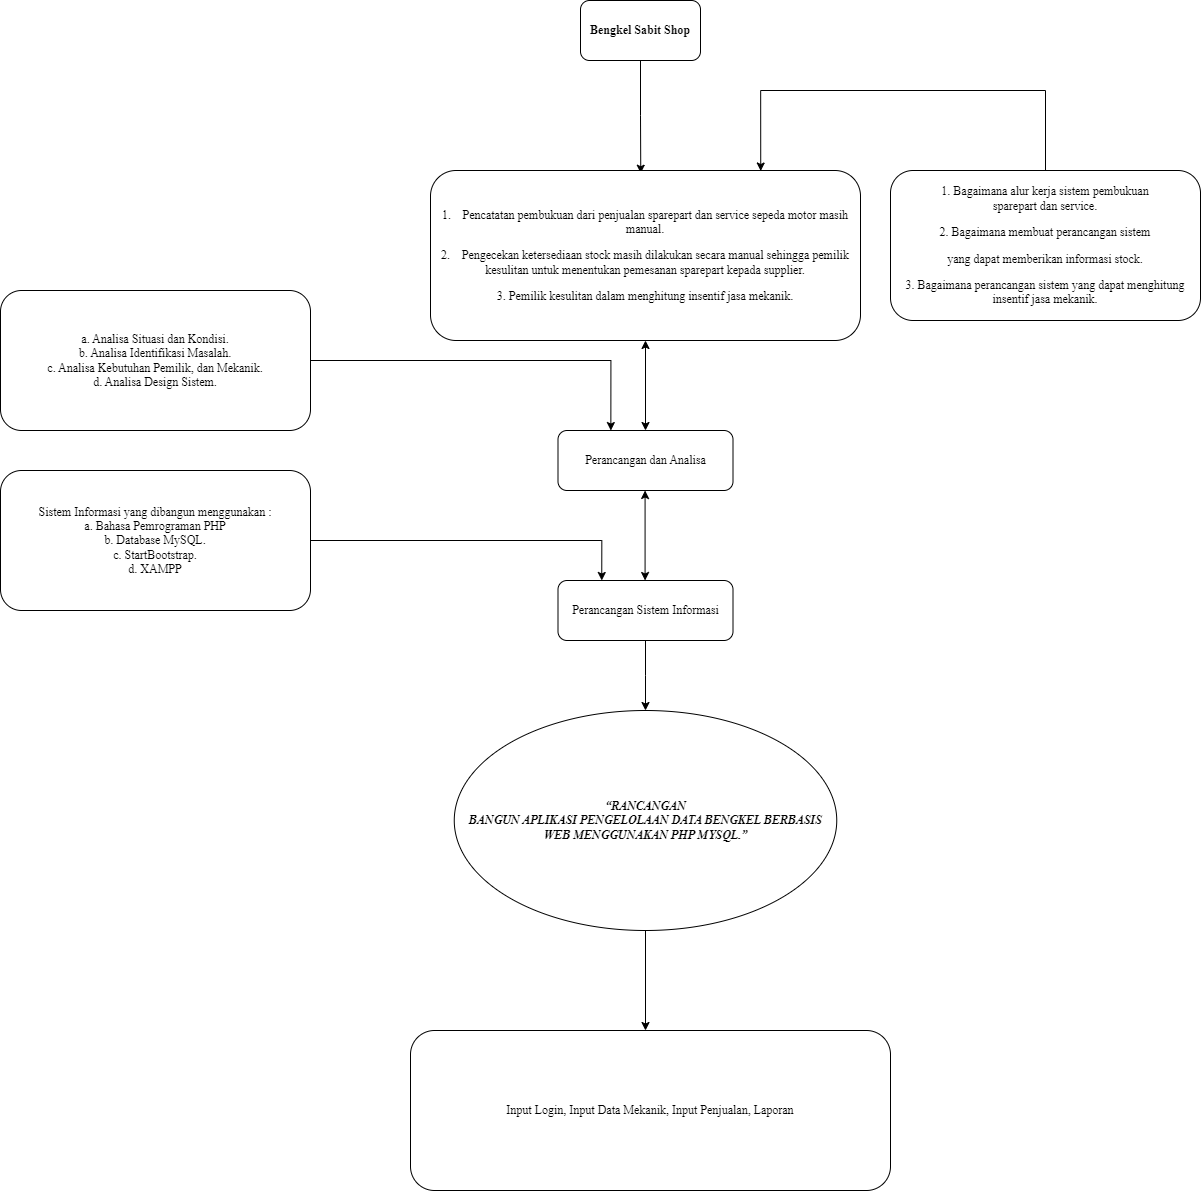 Bengkel Sabit Shop
1. Pencatatan pembukuan dari penjualan sparepart dan service sepeda motor masih
manual.
2. Pengecekan ketersediaan stock masih dilakukan secara manual sehingga pemilik
kesulitan untuk menentukan pemesanan sparepart kepada supplier.
3. Pemilik kesulitan dalam menghitung insentif jasa mekanik.
1. Bagaimana alur kerja sistem pembukuan
sparepart dan service.
2. Bagaimana membuat perancangan sistem
yang dapat memberikan informasi stock.
3. Bagaimana perancangan sistem yang dapat menghitung
insentif jasa mekanik.
a. Analisa Situasi dan Kondisi.
b. Analisa Identifikasi Masalah.
c. Analisa Kebutuhan Pemilik, dan Mekanik.
d. Analisa Design Sistem.
Perancangan dan Analisa
Sistem Informasi yang dibangun menggunakan :
a. Bahasa Pemrograman PHP
b. Database MySQL.
c. StartBootstrap.
d. XAMPP
Perancangan Sistem Informasi
“RANCANGAN
BANGUN APLIKASI PENGELOLAAN DATA BENGKEL BERBASIS
WEB MENGGUNAKAN PHP MYSQL.”
Input Login, Input Data Mekanik, Input Penjualan, Laporan